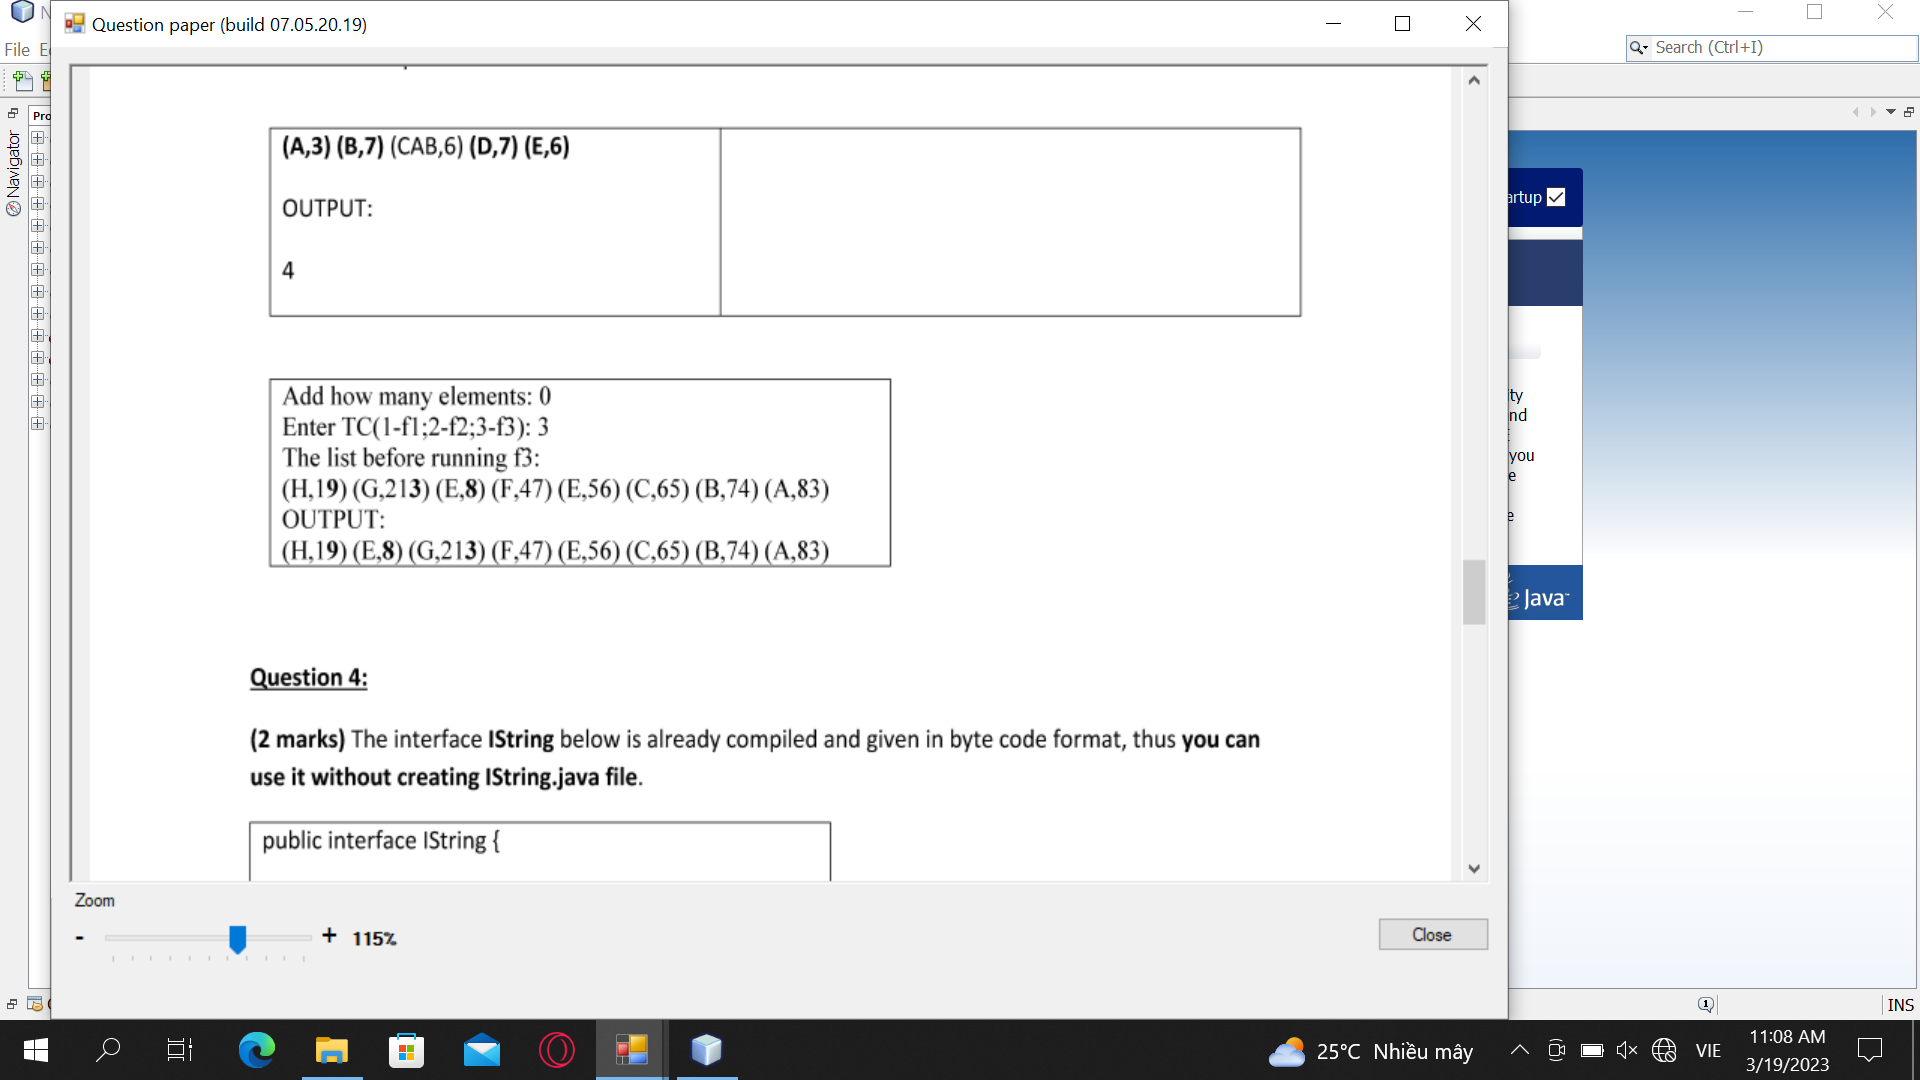 Question paper (build 07.05.20.19)
File
Search (Ctrl+I)
Pro
Navigator
(A,3) (B,7) (CAB,6) (D,7) (E,6)
OUTPUT:
4
Add how many elements: 0
Enter TC(1-f1;2-f2;3-f3): 3
The list before running f3:
(H,19) (G,213) (E,8) (F,47) (E,56) (C,65) (B,74) (A,83)
OUTPUT:
(H,19) (E,8) (G,213) (F,47) (E,56) (C,65) (B,74) (A,83)
Question 4:
(2 marks) The interface IString below is already compiled and given in byte code format, thus you can
use it without creating IString.java file.
public interface IString {
artup
ty
nd
you
e
e
Java
Zoom
- + 115%
Close
INS
25°C Nhiều mây
VIE
11:08 AM
3/19/2023